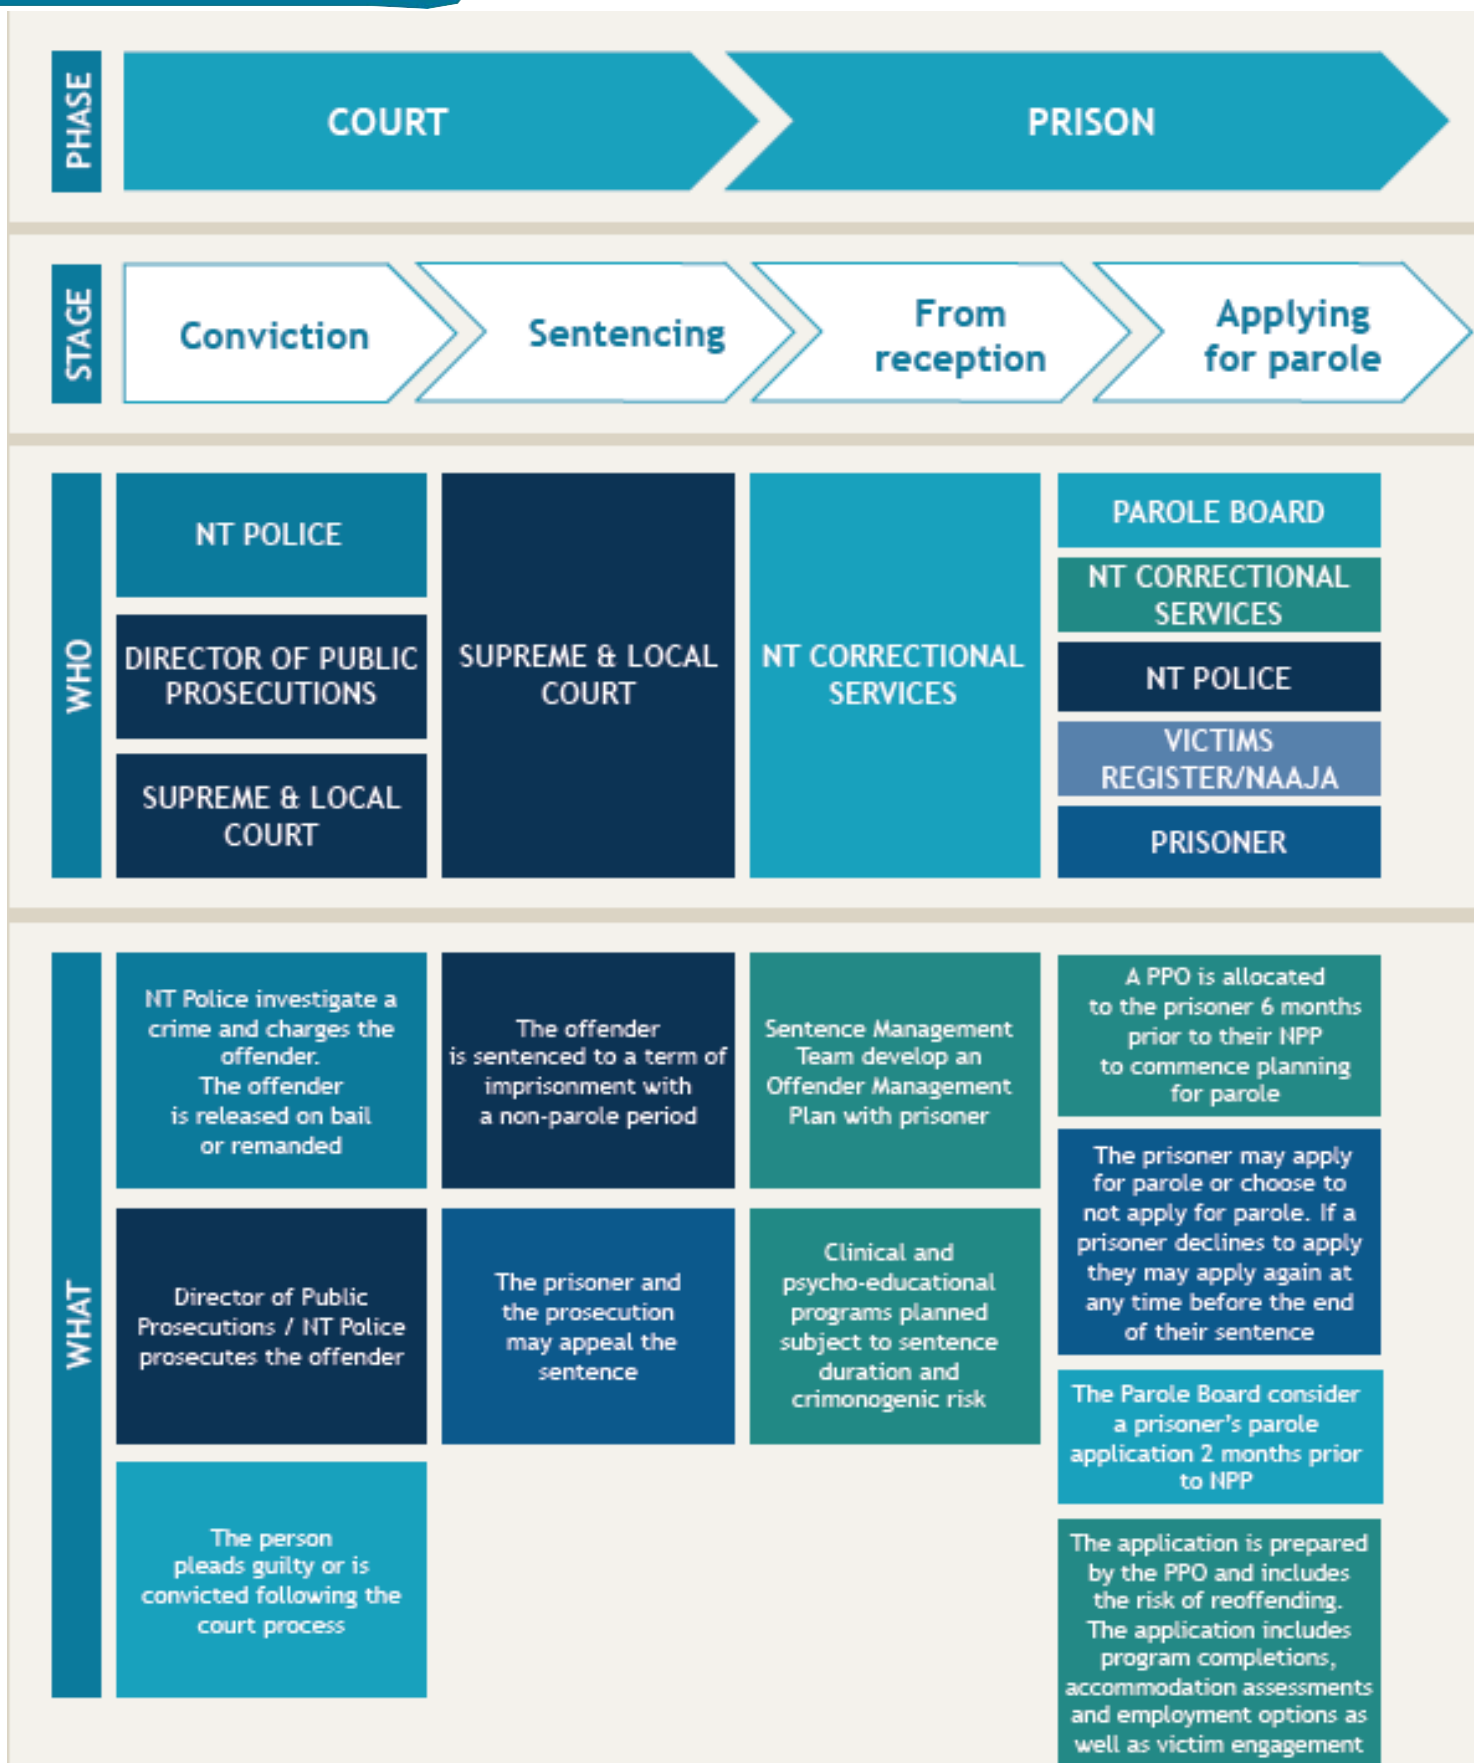 PHASE
COURT
PRISON
STAGE
Conviction
Sentencing
From
reception
Applying
for parole
WHO
NT POLICE
DIRECTOR OF PUBLIC
PROSECUTIONS
SUPREME & LOCAL
COURT
SUPREME & LOCAL
COURT
NT CORRECTIONAL
SERVICES
PAROLE BOARD
NT CORRECTIONAL
SERVICES
NT POLICE
VICTIMS
REGISTER/NAAJA
PRISONER
WHAT
NT Police investigate a
crime and charges the
offender.
The offender
is released on bail
or remanded
Director of Public
Prosecutions / NT Police
prosecutes the offender
The person
pleads guilty or is
convicted following the
court process
The offender
is sentenced to a term of
imprisonment with
a non-parole period
The prisoner and
the prosecution
may appeal the
sentence
Sentence Management
Team develop an
Offender Management
Plan with prisoner
Clinical and
psycho-educational
programs planned
subject to sentence
duration and
crimonogenic risk
A PPO is allocated
to the prisoner 6 months
prior to their NPP
to commence planning
for parole
The prisoner may apply
for parole or choose to
not apply for parole. If a
prisoner declines to apply
they may apply again at
any time before the end
of their sentence
The Parole Board consider
a prisoner's parole
application 2 months prior
to NPP
The application is prepared
by the PPO and includes
the risk of reoffending.
The application includes
program completions,
accommodation assessments
and employment options as
well as victim engagement